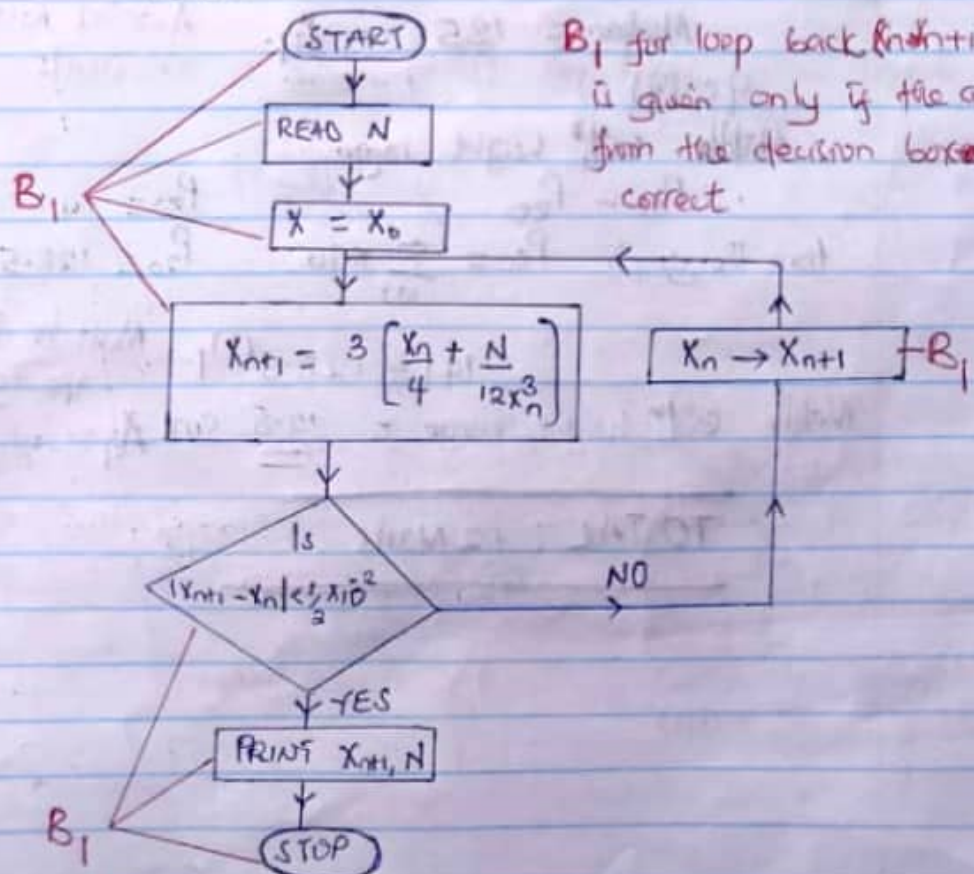 START
B₁ for loop back
is given only if the
from the decision
correct.
READ N
B₁
X = X₀
Xₙ₊₁ = 3 [Xₙ/4 + N/12xₙ³]
Xₙ → Xₙ₊₁ B₁
Is
|Xₙ₊₁ - Xₙ| < 1/2 x10⁻²
NO
YES
PRINT Xₙ₊₁, N
B₁
STOP